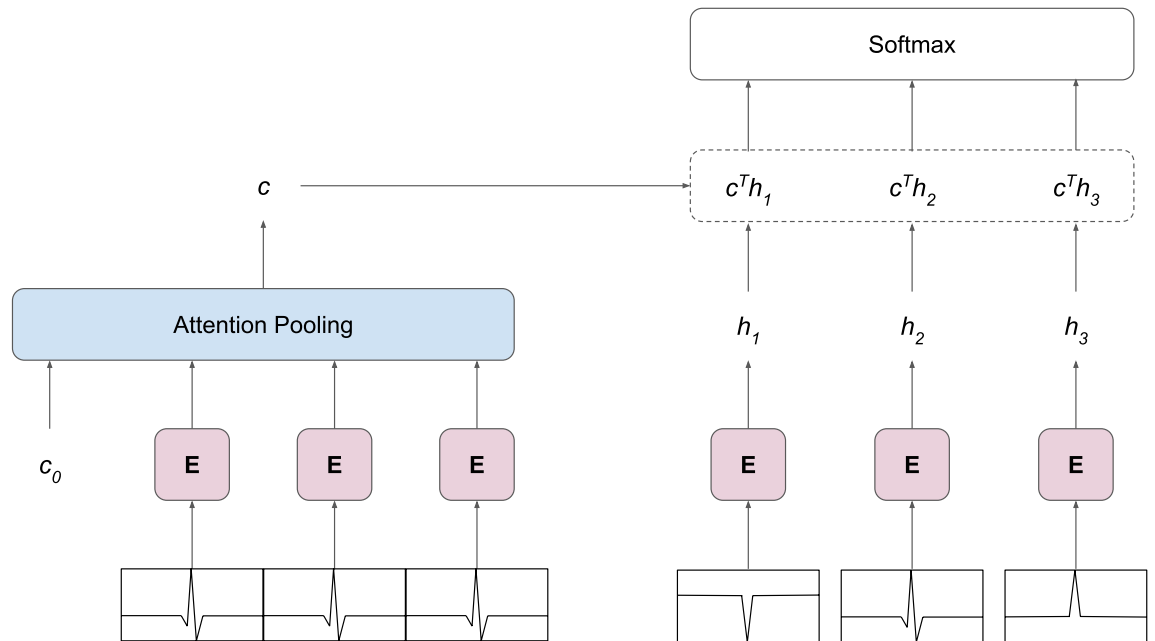 Softmax
c c^T h_1 c^T h_2 c^T h_3
Attention Pooling h_1 h_2 h_3
c_0 E E E E E E